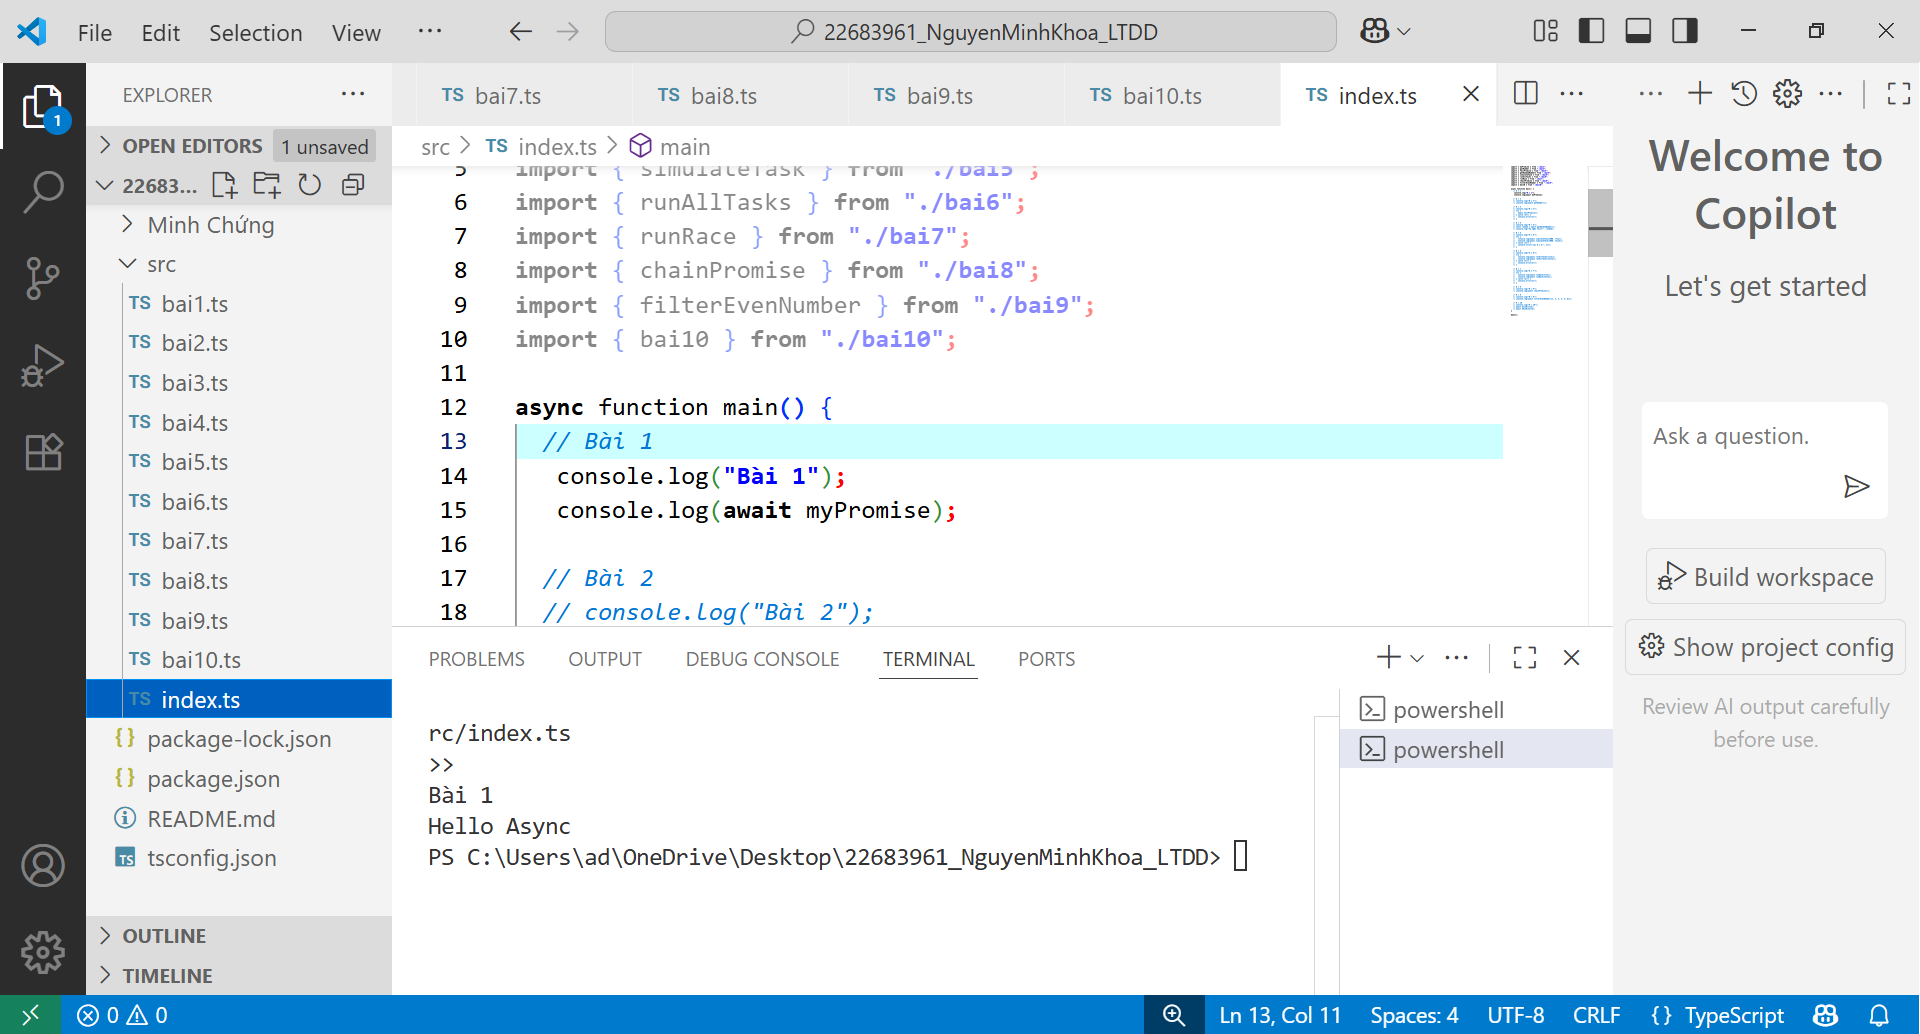 File Edit Selection View ··· 22683961_NguyenMinhKhoa_LTDD
EXPLORER
OPEN EDITORS 1 unsaved
22683...
Minh Chứng
src
TS bai1.ts
TS bai2.ts
TS bai3.ts
TS bai4.ts
TS bai5.ts
TS bai6.ts
TS bai7.ts
TS bai8.ts
TS bai9.ts
TS bai10.ts
TS index.ts
{} package-lock.json
{} package.json
README.md
TS tsconfig.json
OUTLINE
TIMELINE
1
TS bai7.ts TS bai8.ts TS bai9.ts TS bai10.ts TS index.ts
src > TS index.ts > main
5 import { simulateTask } from "./bai5";
6 import { runAllTasks } from "./bai6";
7 import { runRace } from "./bai7";
8 import { chainPromise } from "./bai8";
9 import { filterEvenNumber } from "./bai9";
10 import { bai10 } from "./bai10";
11
12 async function main() {
13 // Bài 1
14 console.log("Bài 1");
15 console.log(await myPromise);
16
17 // Bài 2
18 // console.log("Bài 2");
PROBLEMS OUTPUT DEBUG CONSOLE TERMINAL PORTS
rc/index.ts
>>
Bài 1
Hello Async
PS C:\Users\ad\OneDrive\Desktop\22683961_NguyenMinhKhoa_LTDD>
powershell
powershell
Welcome to
Copilot
Let's get started
Ask a question.
Build workspace
Show project config
Review AI output carefully
before use.
0 0 Ln 13, Col 11 Spaces: 4 UTF-8 CRLF {} TypeScript